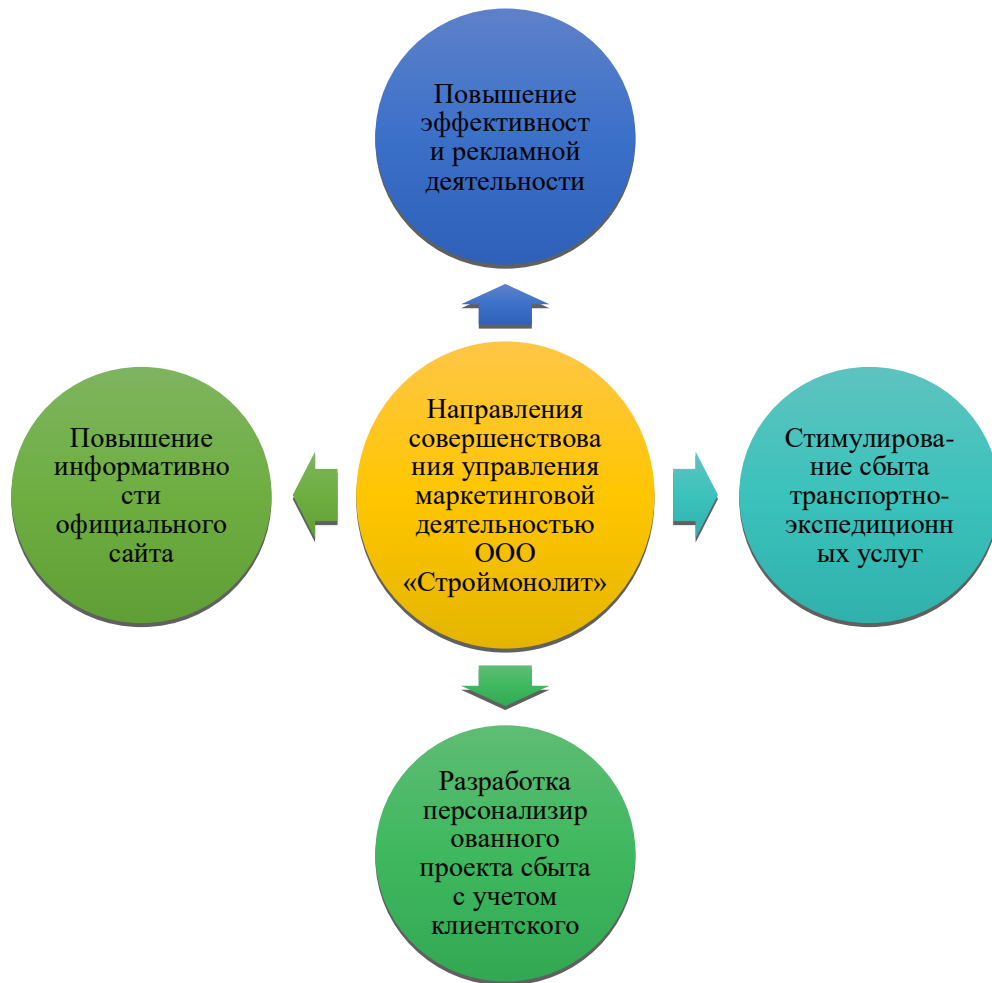 Повышение
эффективност
и рекламной
деятельности
Повышение
информативно
сти
официального
сайта
Направления
совершенствова
ния управления
маркетинговой
деятельностью
ООО
«Строймонолит»
Стимулирова-
ние сбыта
транспортно-
экспедиционн
ых услуг
Разработка
персонализир
ованного
проекта сбыта
с учетом
клиентского